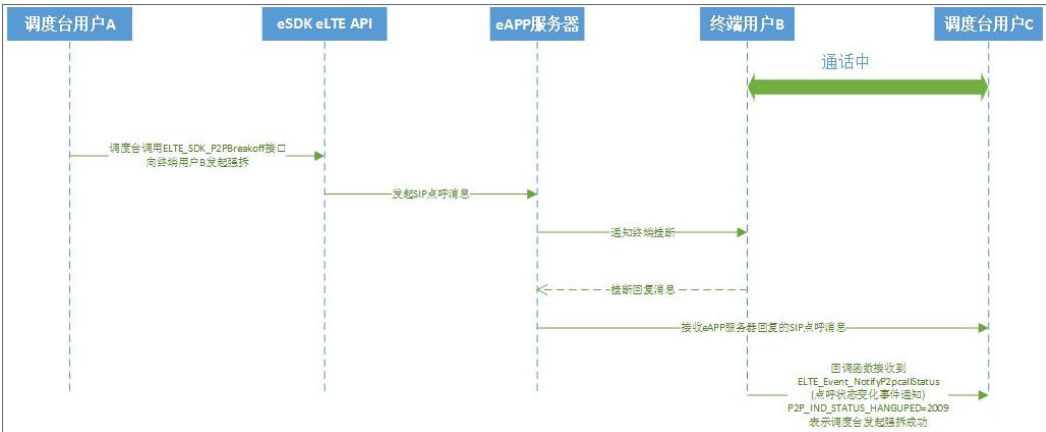 调度台用户A
eSDK eLTE API
eAPP服务器
终端用户B
调度台用户C
通话中
调度台调用ELTE_SDK_P2PBreakoff接口
向终端用户B发起强拆
发起SIP点呼消息
通知终端挂断
挂断回复消息
接收eAPP服务器回复的SIP点呼消息
回调函数接收到
ELTE_Event_NotifyP2pcallStatus
(点呼状态变化事件通知)
P2P_IND_STATUS_HANGUPED=2009
表示调度台发起强拆成功